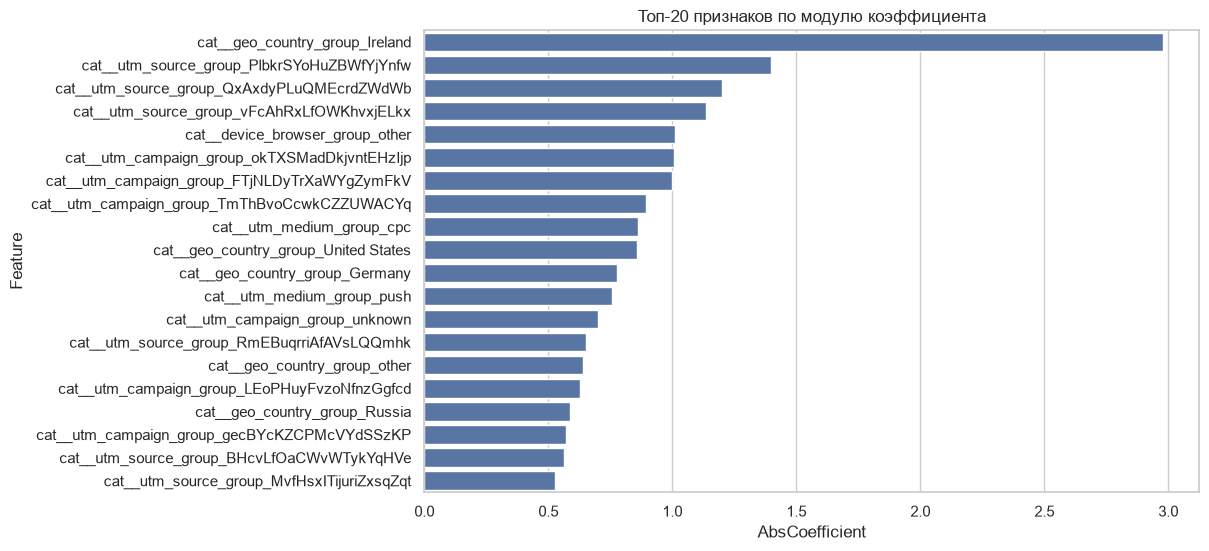 Топ-20 признаков по модулю коэффициента
Feature
cat__geo_country_group_Ireland
cat__utm_source_group_PlbkrSYoHuZBWfYjYnfw
cat__utm_source_group_QxAxdyPLuQMEcrdZWdWb
cat__utm_source_group_vFcAhRxLfOWKhvxjELkx
cat__device_browser_group_other
cat__utm_campaign_group_okTXSMadDkjvntEHzIjp
cat__utm_campaign_group_FTjNLDyTrXaWYgZymFkV
cat__utm_campaign_group_TmThBvoCcwkCZZUWACYq
cat__utm_medium_group_cpc
cat__geo_country_group_United States
cat__geo_country_group_Germany
cat__utm_medium_group_push
cat__utm_campaign_group_unknown
cat__utm_source_group_RmEBuqrriAfAVsLQQmhk
cat__geo_country_group_other
cat__utm_campaign_group_LEoPHuyFvzoNfnzGgfcd
cat__geo_country_group_Russia
cat__utm_campaign_group_gecBYcKZCPMcVYdSSzKP
cat__utm_source_group_BHcvLfOaCWvWTykYqHVe
cat__utm_source_group_MvfHsxITijuriZxsqZqt
0.0 0.5 1.0 1.5 2.0 2.5 3.0
AbsCoefficient